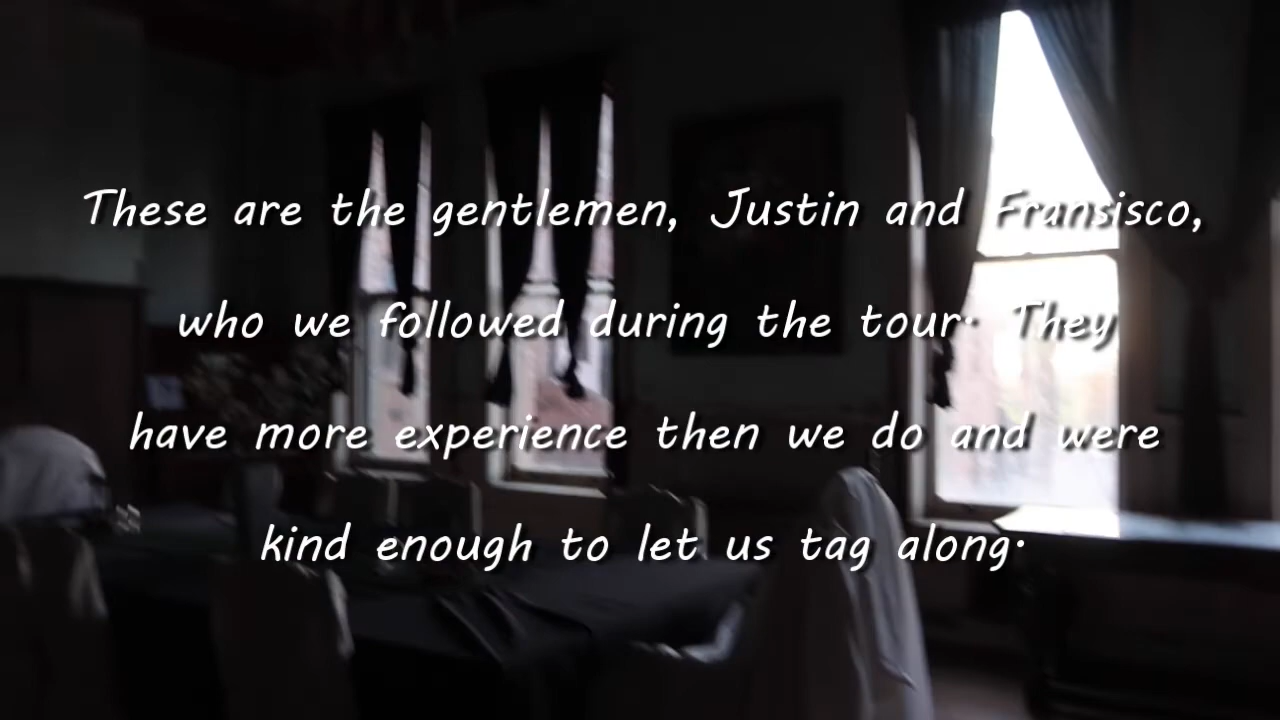 These are the gentlemen, Justin and Fransisco,
who we followed during the tour. They
have more experience then we do and were
kind enough to let us tag along.